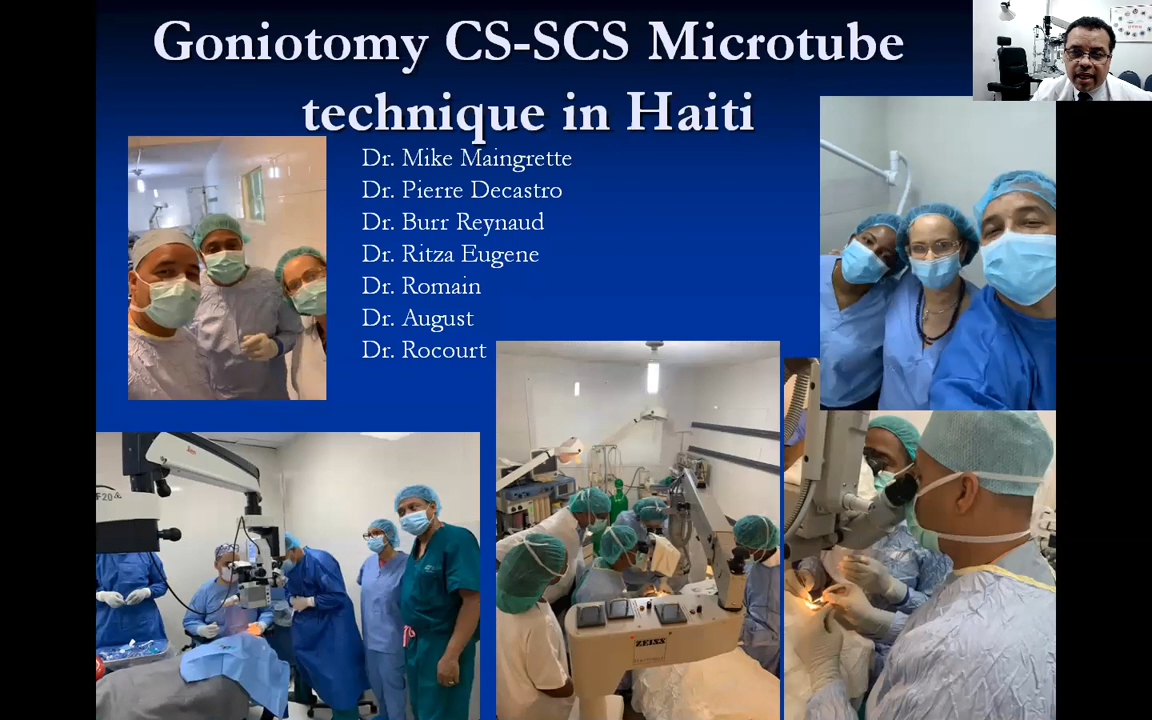 Goniotomy CS-SCS Microtube
technique in Haiti
Dr. Mike Maingrette
Dr. Pierre Decastro
Dr. Burr Reynaud
Dr. Ritza Eugene
Dr. Romain
Dr. August
Dr. Rocourt
F20
ZEISS